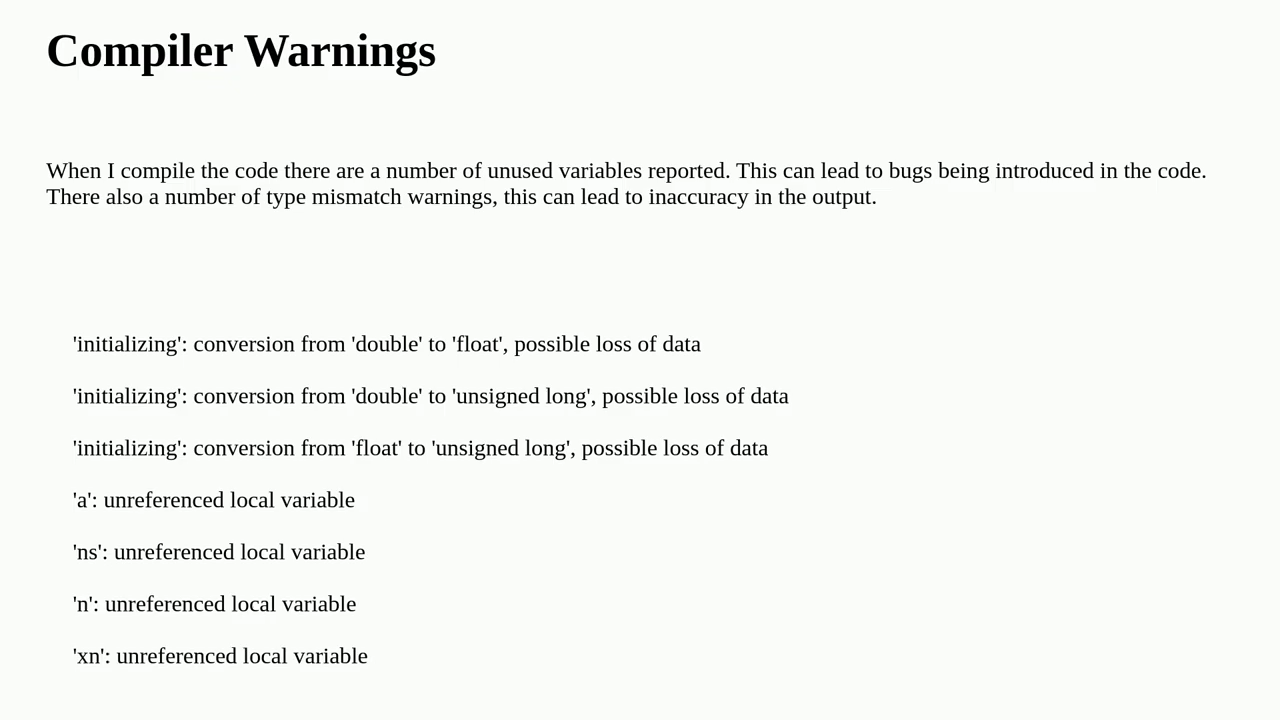 Compiler Warnings
When I compile the code there are a number of unused variables reported. This can lead to bugs being introduced in the code.
There also a number of type mismatch warnings, this can lead to inaccuracy in the output.
'initializing': conversion from 'double' to 'float', possible loss of data
'initializing': conversion from 'double' to 'unsigned long', possible loss of data
'initializing': conversion from 'float' to 'unsigned long', possible loss of data
'a': unreferenced local variable
'ns': unreferenced local variable
'n': unreferenced local variable
'xn': unreferenced local variable